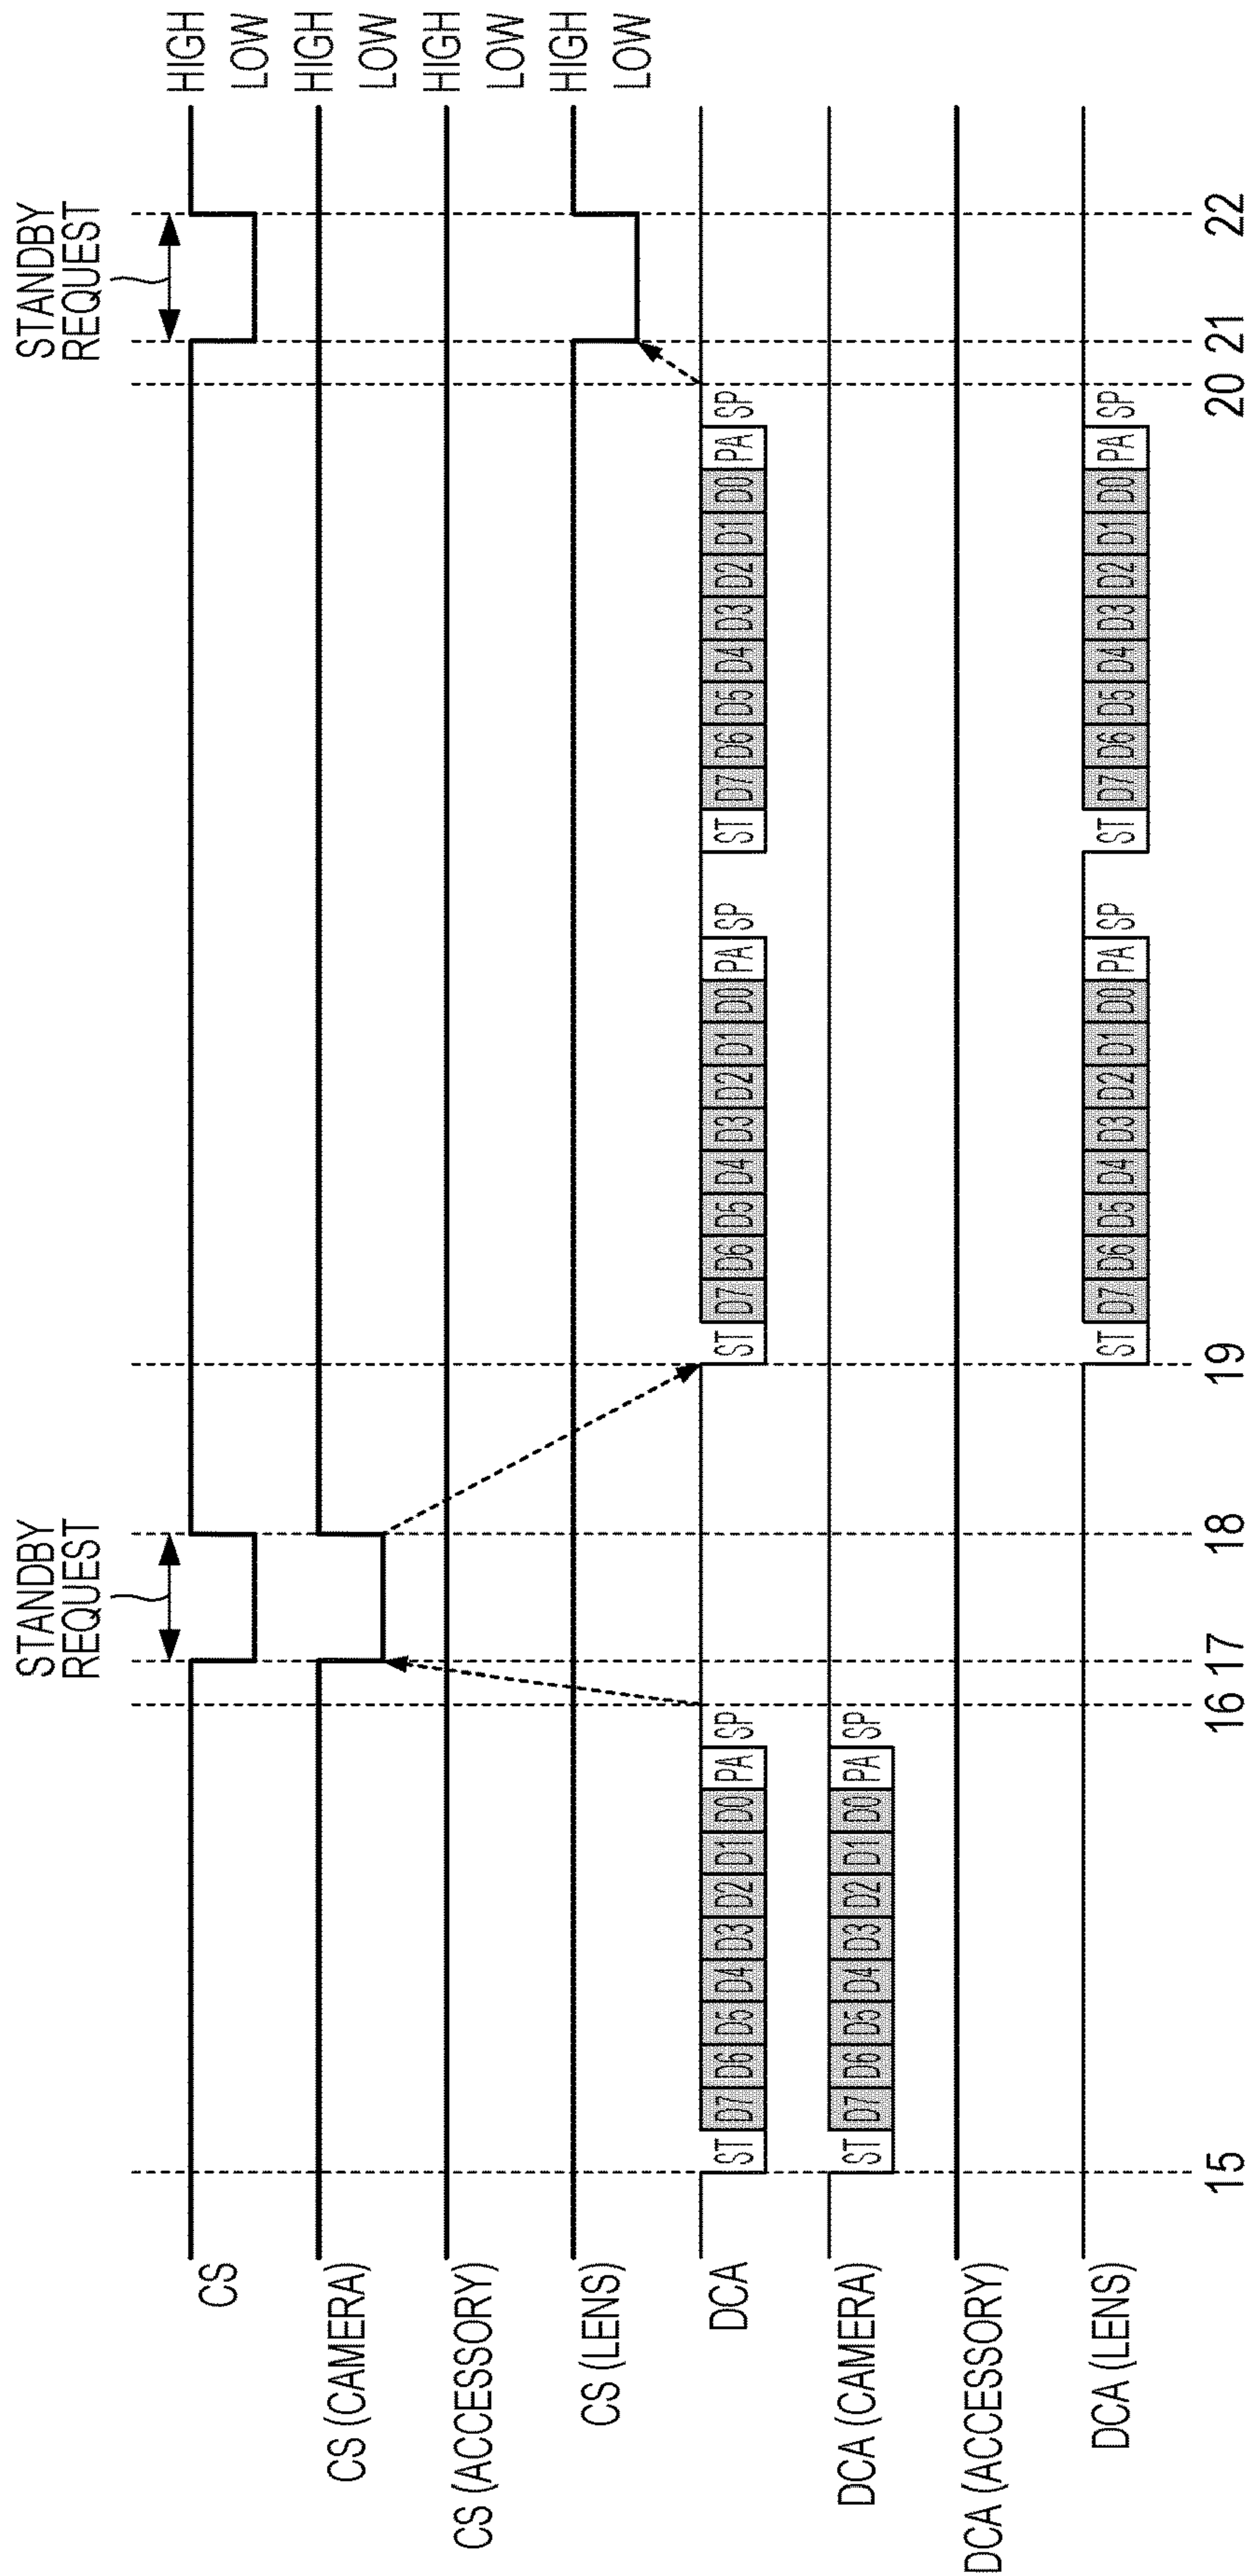 STANDBY
REQUEST
STANDBY
REQUEST
CS
HIGH
LOW
CS (CAMERA)
HIGH
LOW
CS (ACCESSORY)
HIGH
LOW
CS (LENS)
HIGH
LOW
DCA
ST D7 D6 D5 D4 D3 D2 D1 D0 PA SP
ST D7 D6 D5 D4 D3 D2 D1 D0 PA SP
ST D7 D6 D5 D4 D3 D2 D1 D0 PA SP
DCA (CAMERA)
ST D7 D6 D5 D4 D3 D2 D1 D0 PA SP
DCA (ACCESSORY)
DCA (LENS)
ST D7 D6 D5 D4 D3 D2 D1 D0 PA SP
ST D7 D6 D5 D4 D3 D2 D1 D0 PA SP
15 16 17 18 19 20 21 22